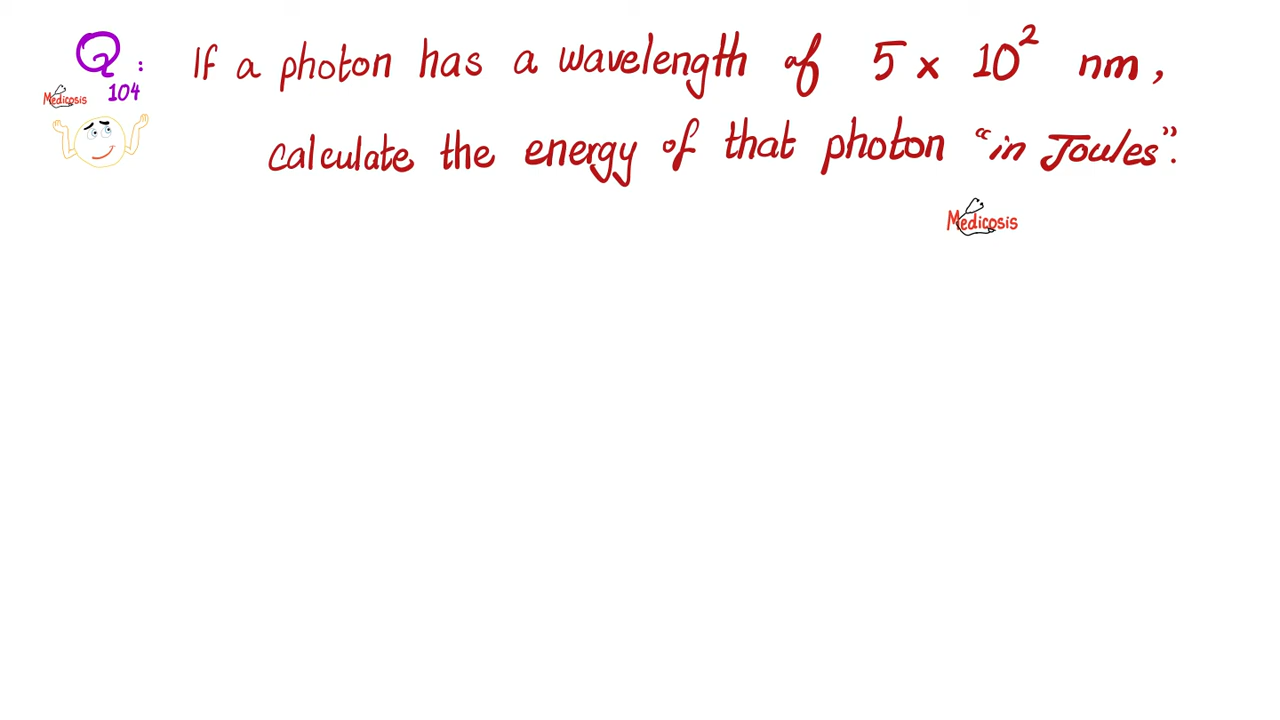 Q: If a photon has a wavelength of 5 x 10² nm,
Medicosis 104
calculate the energy of that photon “in Joules”.
Medicosis